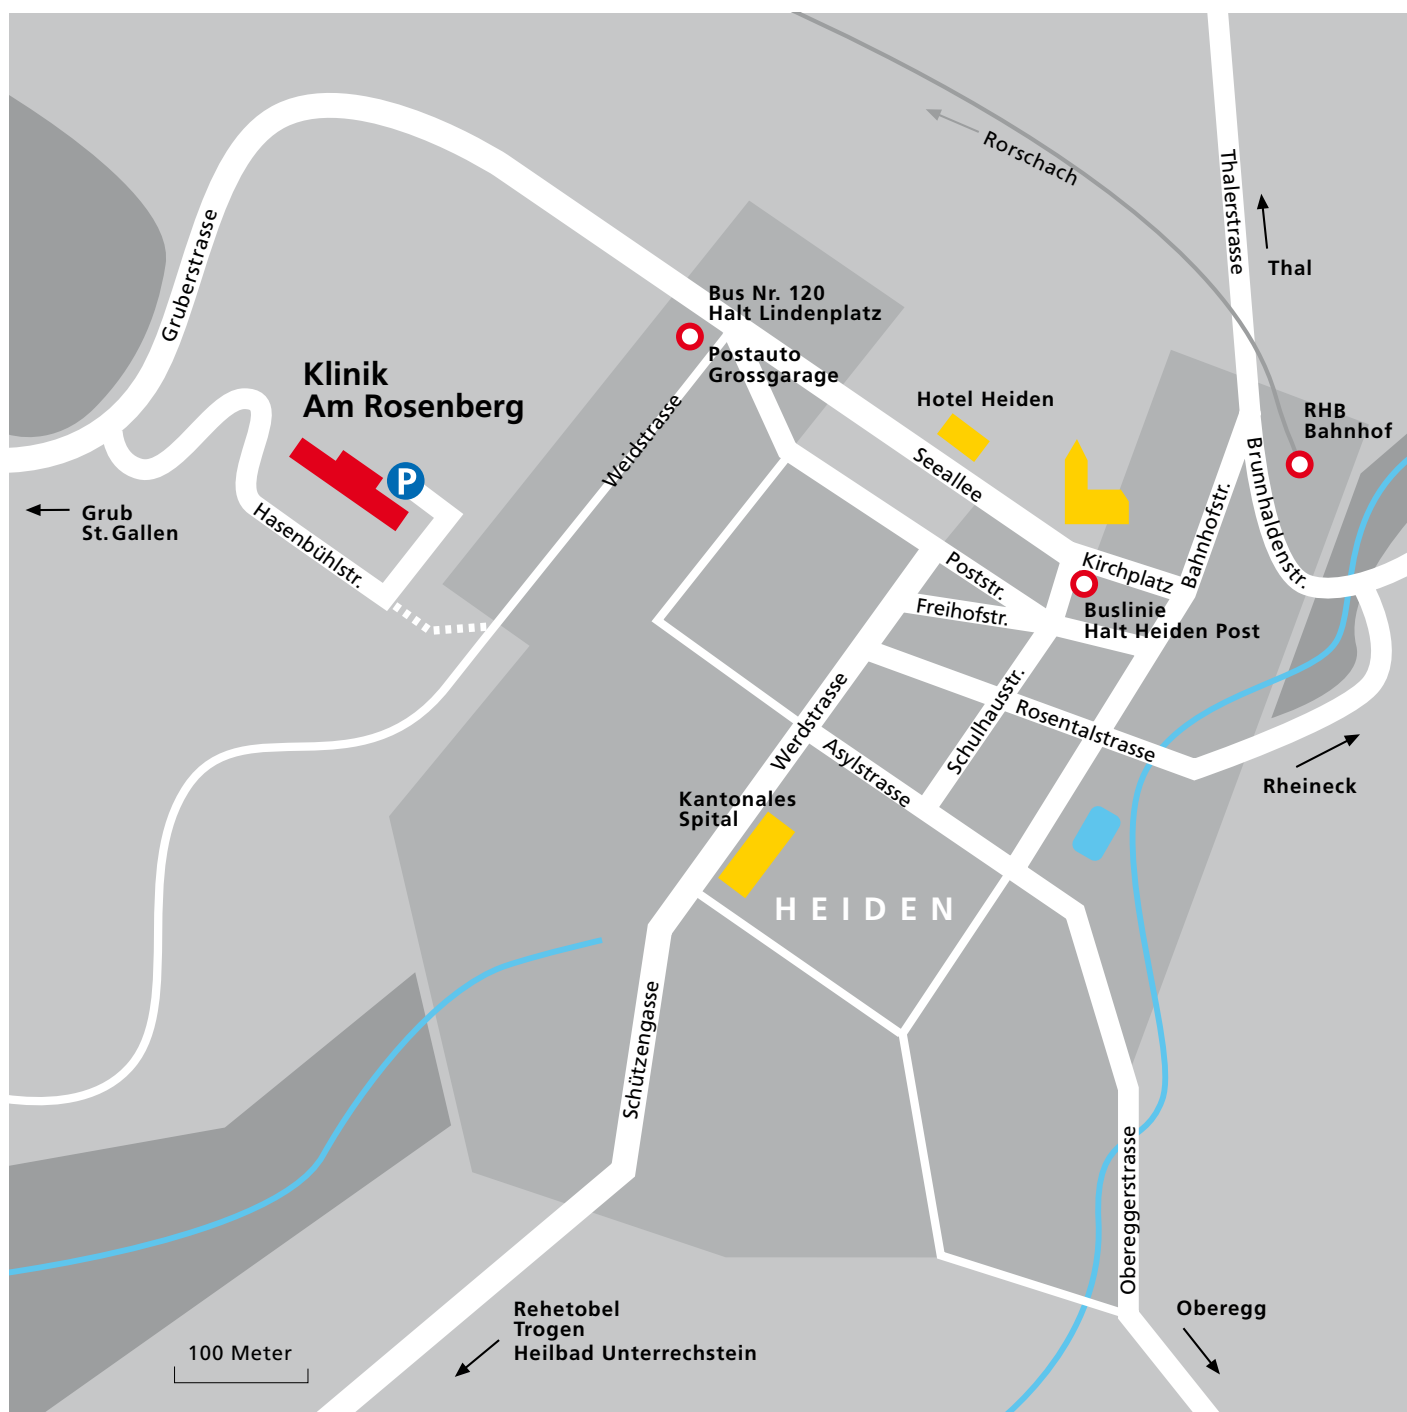 Rorschach
Thalerstrasse
Thal
Gruberstrasse
Bus Nr. 120
Halt Lindenplatz
Postauto
Grossgarage
Klinik
Am Rosenberg
P
Weidstrasse
Hotel Heiden
Seeallee
RHB
Bahnhof
Brunnhaldenstr.
Bahnhofstr.
Grub
St. Gallen
Hasenbühlstr.
Kirchplatz
Poststr.
Freihofstr.
Buslinie
Halt Heiden Post
Werdstrasse
Schulhausstr.
Rosentalstrasse
Asylstrasse
Rheineck
Kantonales
Spital
HEIDEN
Schützengasse
Obereggerstrasse
Rehetobel
Trogen
Heilbad Unterrechstein
Oberegg
100 Meter